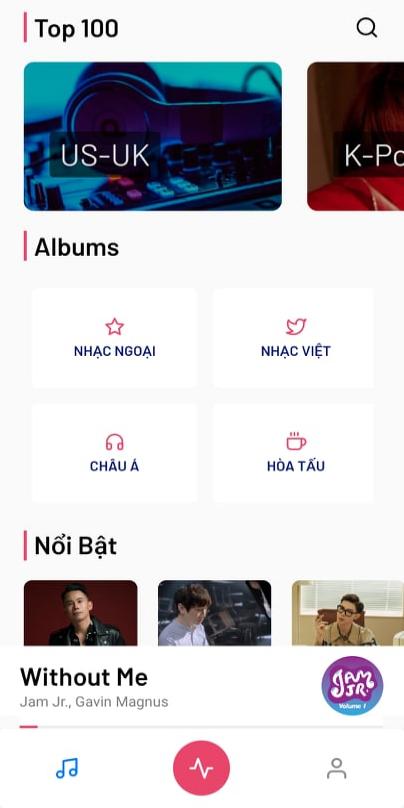 Top 100
US-UK
K-Po
Albums
NHẠC NGOẠI
NHẠC VIỆT
CHÂU Á
HÒA TẤU
Nổi Bật
Without Me
Jam Jr., Gavin Magnus
JAM
JR.
Volume 1